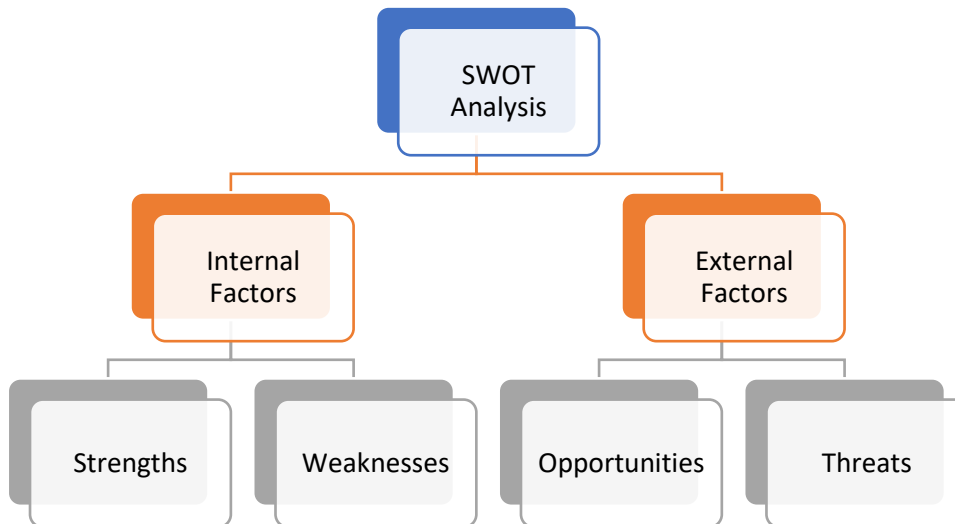 SWOT
Analysis
Internal
Factors
External
Factors
Strengths
Weaknesses
Opportunities
Threats